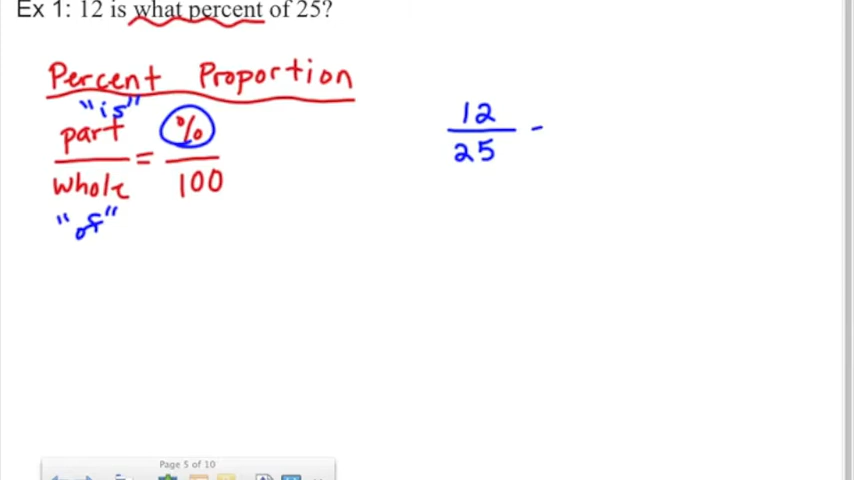 Ex 1: 12 is what percent of 25?
Percent Proportion
"is"
part
whole
=
%
100
"of"
12
25
-
Page 5 of 10